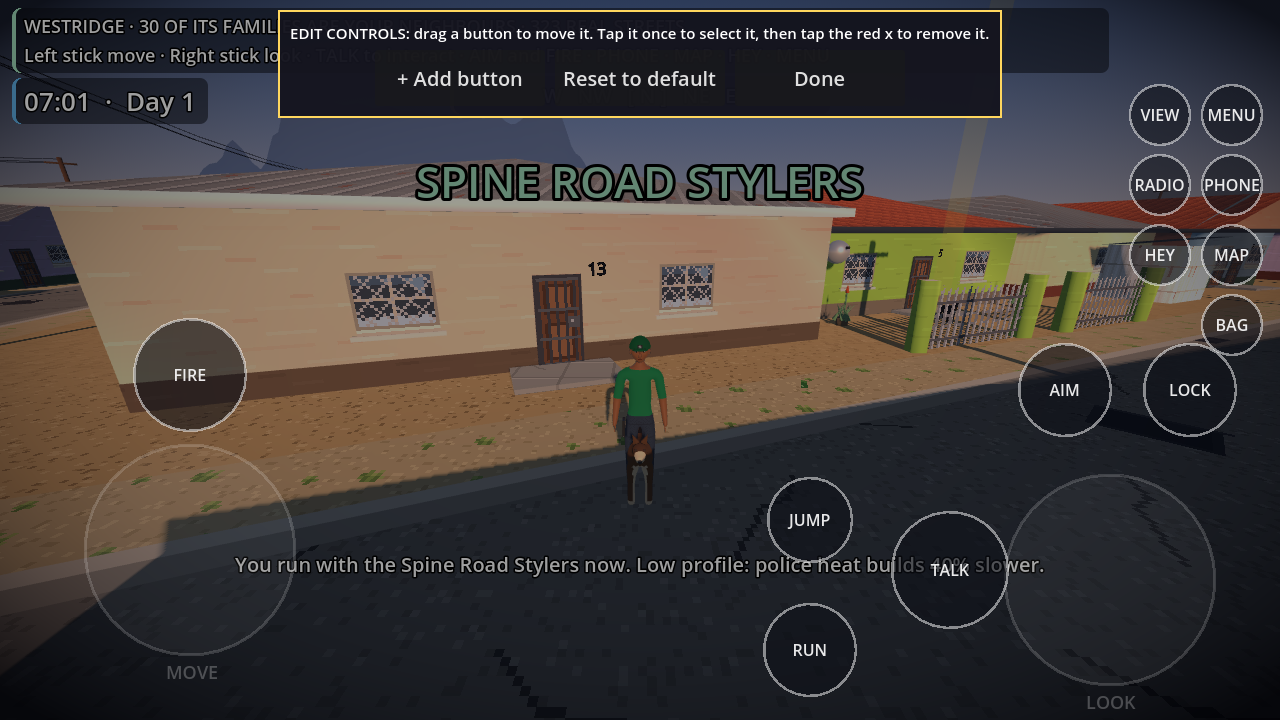 WESTRIDGE · 30 OF ITS FAMIL
Left stick move · Right stick loo
EDIT CONTROLS: drag a button to move it. Tap it once to select it, then tap the red x to remove it.
+ Add button
Reset to default
Done
07:01 · Day 1
VIEW
MENU
SPINE ROAD STYLERS
RADIO
PHONE
HEY
MAP
13
5
BAG
FIRE
AIM
LOCK
JUMP
You run with the Spine Road Stylers now. Low profile: police heat builds 40% slower.
TALK
RUN
MOVE
LOOK